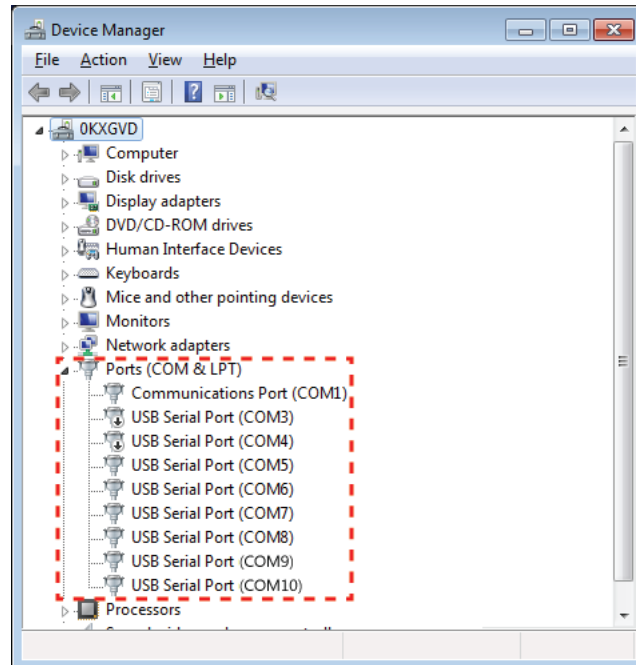 Device Manager
File Action View Help
0KXGVD
Computer
Disk drives
Display adapters
DVD/CD-ROM drives
Human Interface Devices
Keyboards
Mice and other pointing devices
Monitors
Network adapters
Ports (COM & LPT)
Communications Port (COM1)
USB Serial Port (COM3)
USB Serial Port (COM4)
USB Serial Port (COM5)
USB Serial Port (COM6)
USB Serial Port (COM7)
USB Serial Port (COM8)
USB Serial Port (COM9)
USB Serial Port (COM10)
Processors